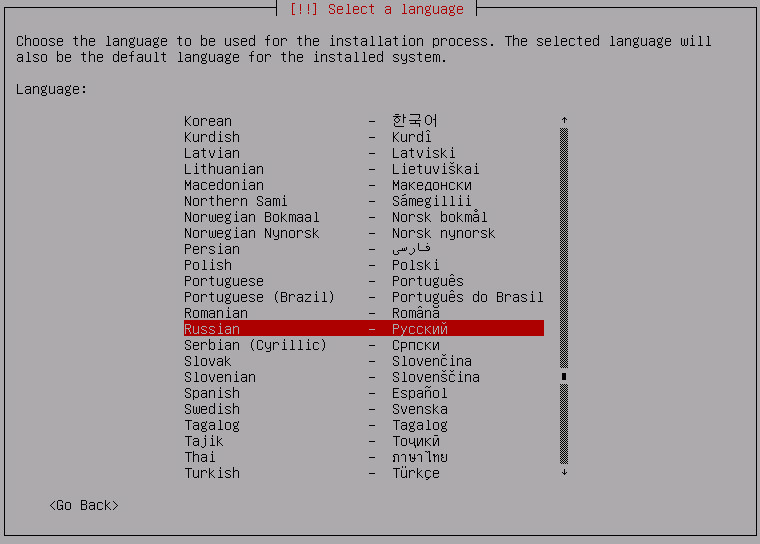 [!!] Select a language
Choose the language to be used for the installation process. The selected language will
also be the default language for the installed system.
Language:
Korean - 한국어
Kurdish - Kurdî
Latvian - Latviski
Lithuanian - Lietuviškai
Macedonian - Македонски
Northern Sami - Sámegillii
Norwegian Bokmaal - Norsk bokmål
Norwegian Nynorsk - Norsk nynorsk
Persian - فارسی
Polish - Polski
Portuguese - Português
Portuguese (Brazil) - Português do Brasil
Romanian - Română
Russian - Русский
Serbian (Cyrillic) - Српски
Slovak - Slovenčina
Slovenian - Slovenščina
Spanish - Español
Swedish - Svenska
Tagalog - Tagalog
Tajik - Тоҷикӣ
Thai - ภาษาไทย
Turkish - Türkçe
<Go Back>